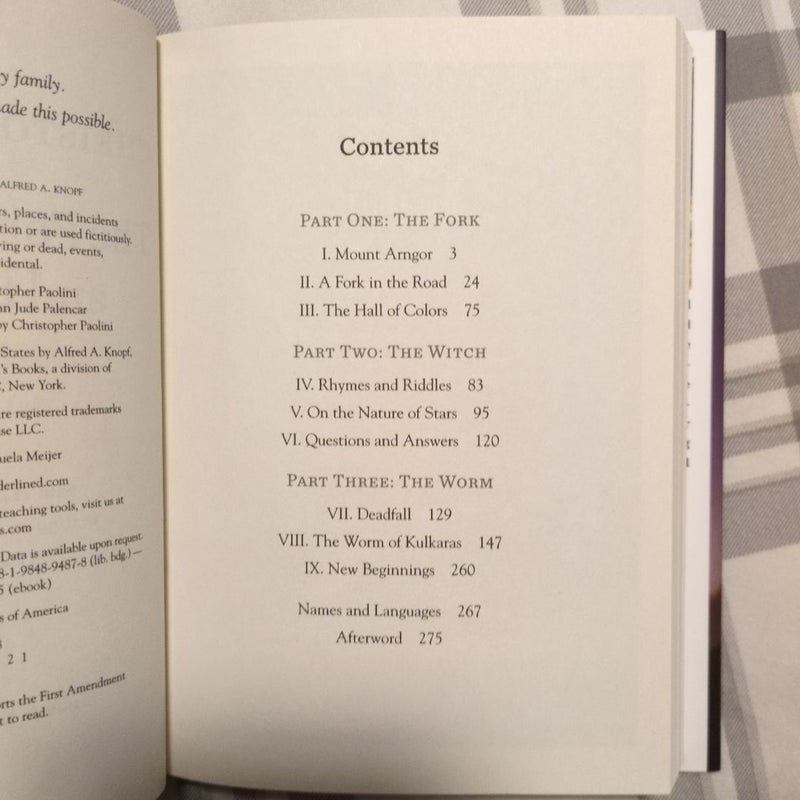 y family.
ade this possible.
ALFRED A. KNOPF
rs, places, and incidents
tion or are used fictitiously.
ving or dead, events,
idental.
topher Paolini
n Jude Palencar
y Christopher Paolini
States by Alfred A. Knopf,
's Books, a division of
, New York.
re registered trademarks
se LLC.
uela Meijer
derlined.com
teaching tools, visit us at
s.com
Data is available upon request.
8-1-9848-9487-8 (lib. bdg.)—
5 (ebook)
s of America
2 1
rts the First Amendment
t to read.
Contents
PART ONE: THE FORK
I. Mount Arngor 3
II. A Fork in the Road 24
III. The Hall of Colors 75
PART TWO: THE WITCH
IV. Rhymes and Riddles 83
V. On the Nature of Stars 95
VI. Questions and Answers 120
PART THREE: THE WORM
VII. Deadfall 129
VIII. The Worm of Kulkaras 147
IX. New Beginnings 260
Names and Languages 267
Afterword 275